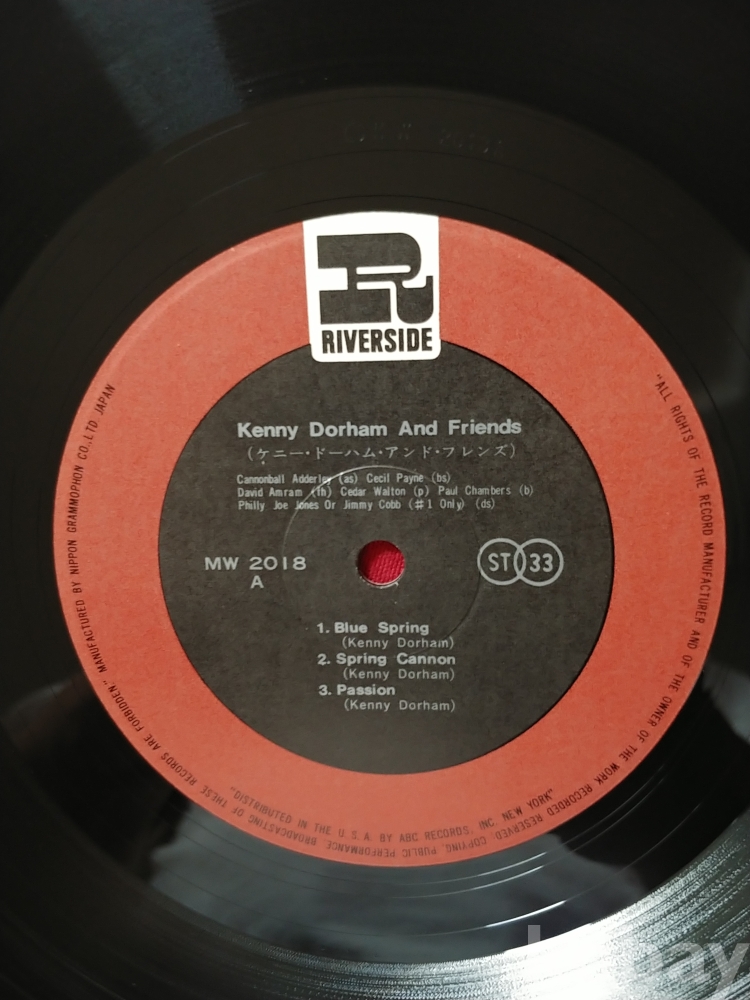 R
RIVERSIDE
Kenny Dorham And Friends
(ケニー・ドーハム・アンド・フレンズ)
Cannonball Adderley (as) Cecil Payne (bs)
David Amram (fh) Cedar Walton (p) Paul Chambers (b)
Philly Joe Jones Or Jimmy Cobb (#1 Only) (ds)
MW 2018
A
ST 33
1. Blue Spring
(Kenny Dorham)
2. Spring Cannon
(Kenny Dorham)
3. Passion
(Kenny Dorham)
"ALL RIGHTS OF THE RECORD MANUFACTURER AND OF THE OWNER OF THE WORK RECORDED RESERVED. COPYING, PUBLIC PERFORMANCE, BROADCASTING OF THESE RECORDS ARE FORBIDDEN" MANUFACTURED BY NIPPON GRAMMOPHON CO., LTD JAPAN
"DISTRIBUTED IN THE U.S.A. BY ABC RECORDS, INC. NEW YORK"